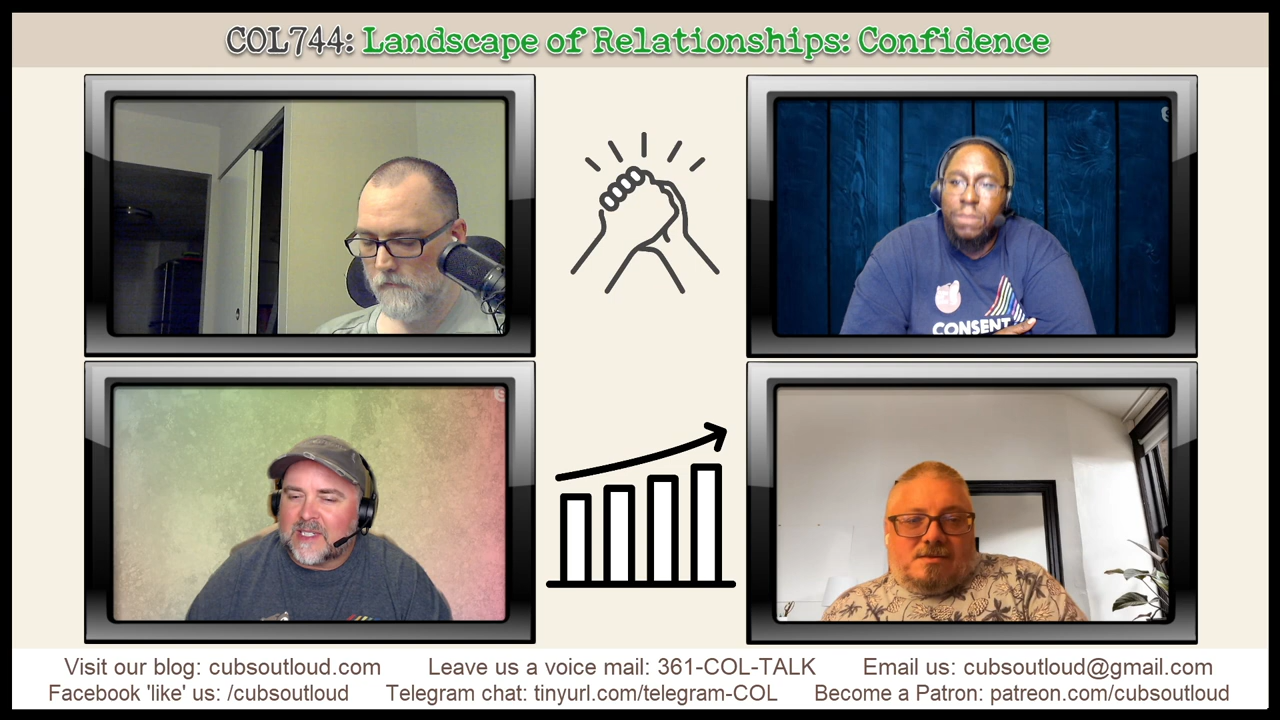 COL744: Landscape of Relationships: Confidence
CONSENT
Visit our blog: cubsoutloud.com Leave us a voice mail: 361-COL-TALK Email us: cubsoutloud@gmail.com
Facebook 'like' us: /cubsoutloud Telegram chat: tinyurl.com/telegram-COL Become a Patron: patreon.com/cubsoutloud